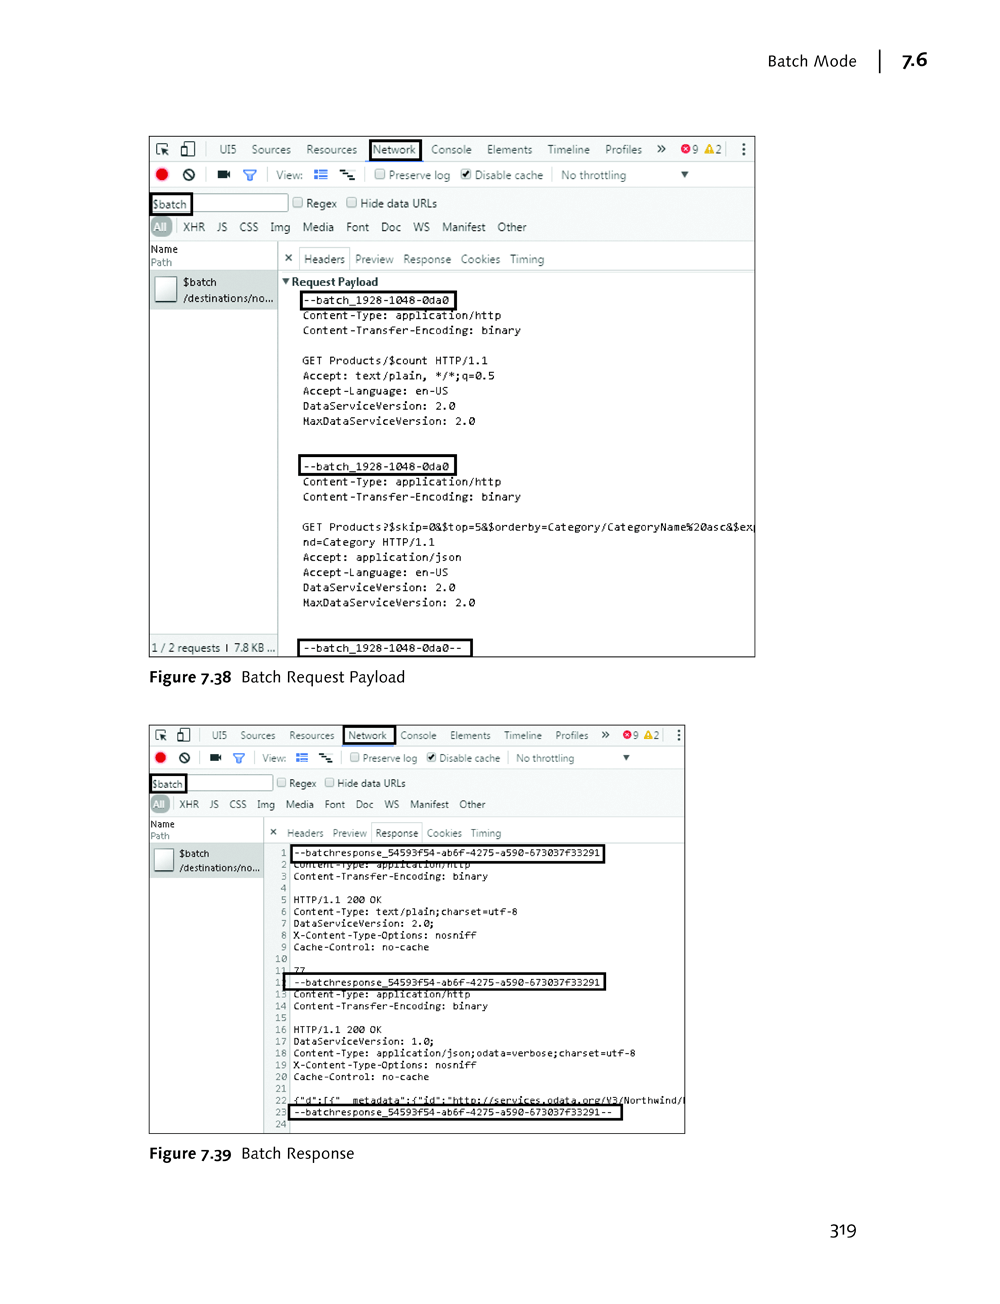 Batch Mode | 7.6
UI5 Sources Resources Network Console Elements Timeline Profiles » 9 2
View: Preserve log Disable cache No throttling
$batch Regex Hide data URLs
All XHR JS CSS Img Media Font Doc WS Manifest Other
Name
Path
× Headers Preview Response Cookies Timing
$batch
/destinations/no...
Request Payload
--batch_1928-1048-0da0
Content-Type: application/http
Content-Transfer-Encoding: binary
GET Products/$count HTTP/1.1
Accept: text/plain, */*;q=0.5
Accept-Language: en-US
DataServiceVersion: 2.0
MaxDataServiceVersion: 2.0
--batch_1928-1048-0da0
Content-Type: application/http
Content-Transfer-Encoding: binary
GET Products?$skip=0&$top=5&$orderby=Category/CategoryName%20asc&$exp
nd=Category HTTP/1.1
Accept: application/json
Accept-Language: en-US
DataServiceVersion: 2.0
MaxDataServiceVersion: 2.0
1 / 2 requests | 7.8 KB ...
--batch_1928-1048-0da0--
Figure 7.38 Batch Request Payload
UI5 Sources Resources Network Console Elements Timeline Profiles » 9 2
View: Preserve log Disable cache No throttling
$batch Regex Hide data URLs
All XHR JS CSS Img Media Font Doc WS Manifest Other
Name
Path
× Headers Preview Response Cookies Timing
$batch
/destinations/no...
1 --batchresponse_54593f54-ab6f-4275-a590-673037f33291
2 Content-Type: application/http
3 Content-Transfer-Encoding: binary
4
5 HTTP/1.1 200 OK
6 Content-Type: text/plain;charset=utf-8
7 DataServiceVersion: 2.0;
8 X-Content-Type-Options: nosniff
9 Cache-Control: no-cache
10
11 77
12 --batchresponse_54593f54-ab6f-4275-a590-673037f33291
13 Content-Type: application/http
14 Content-Transfer-Encoding: binary
15
16 HTTP/1.1 200 OK
17 DataServiceVersion: 1.0;
18 Content-Type: application/json;odata=verbose;charset=utf-8
19 X-Content-Type-Options: nosniff
20 Cache-Control: no-cache
21
22 {"d":[{"__metadata":{"id":"http://services.odata.org/V3/Northwind/
23 --batchresponse_54593f54-ab6f-4275-a590-673037f33291--
24
Figure 7.39 Batch Response
319